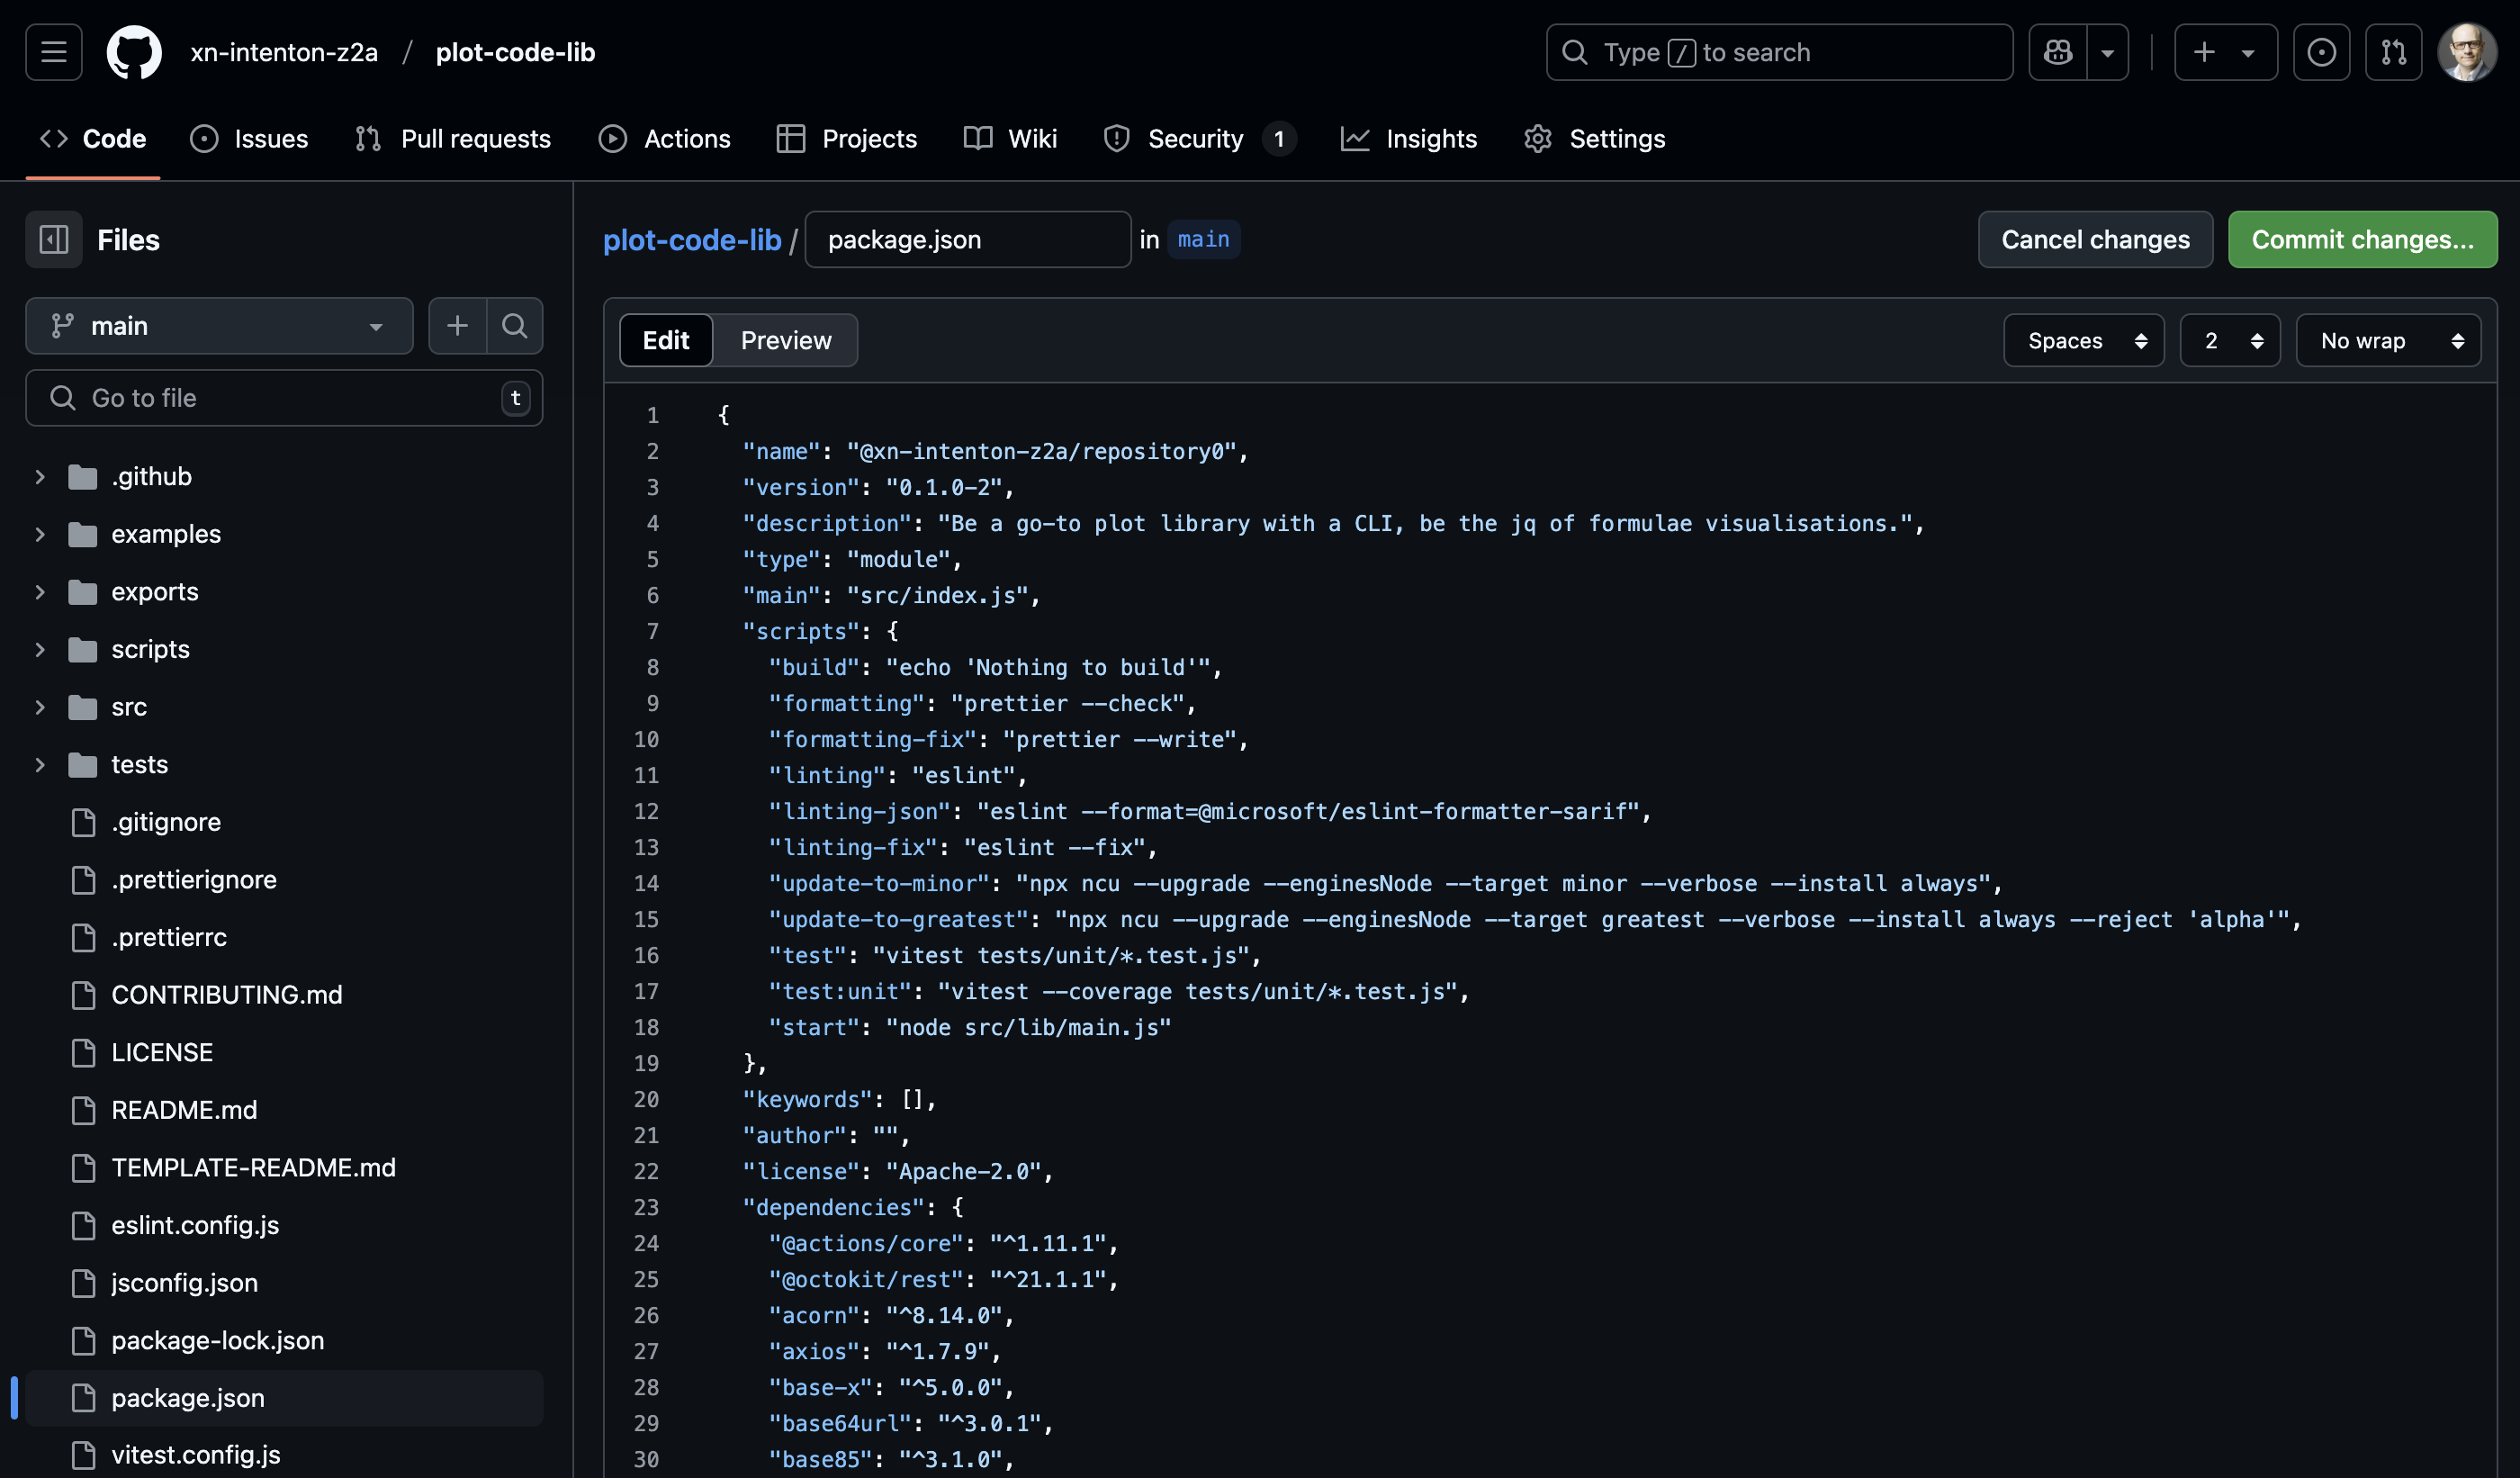 xn-intenton-z2a / plot-code-lib
Type / to search
Code
Issues
Pull requests
Actions
Projects
Wiki
Security 1
Insights
Settings
Files
main
Go to file
t
.github
examples
exports
scripts
src
tests
.gitignore
.prettierignore
.prettierrc
CONTRIBUTING.md
LICENSE
README.md
TEMPLATE-README.md
eslint.config.js
jsconfig.json
package-lock.json
package.json
vitest.config.js
plot-code-lib / package.json in main
Cancel changes
Commit changes...
Edit
Preview
Spaces
2
No wrap
1 {
2 "name": "@xn-intenton-z2a/repository0",
3 "version": "0.1.0-2",
4 "description": "Be a go-to plot library with a CLI, be the jq of formulae visualisations.",
5 "type": "module",
6 "main": "src/index.js",
7 "scripts": {
8 "build": "echo 'Nothing to build'",
9 "formatting": "prettier --check",
10 "formatting-fix": "prettier --write",
11 "linting": "eslint",
12 "linting-json": "eslint --format=@microsoft/eslint-formatter-sarif",
13 "linting-fix": "eslint --fix",
14 "update-to-minor": "npx ncu --upgrade --enginesNode --target minor --verbose --install always",
15 "update-to-greatest": "npx ncu --upgrade --enginesNode --target greatest --verbose --install always --reject 'alpha'",
16 "test": "vitest tests/unit/*.test.js",
17 "test:unit": "vitest --coverage tests/unit/*.test.js",
18 "start": "node src/lib/main.js"
19 },
20 "keywords": [],
21 "author": "",
22 "license": "Apache-2.0",
23 "dependencies": {
24 "@actions/core": "^1.11.1",
25 "@octokit/rest": "^21.1.1",
26 "acorn": "^8.14.0",
27 "axios": "^1.7.9",
28 "base-x": "^5.0.0",
29 "base64url": "^3.0.1",
30 "base85": "^3.1.0",